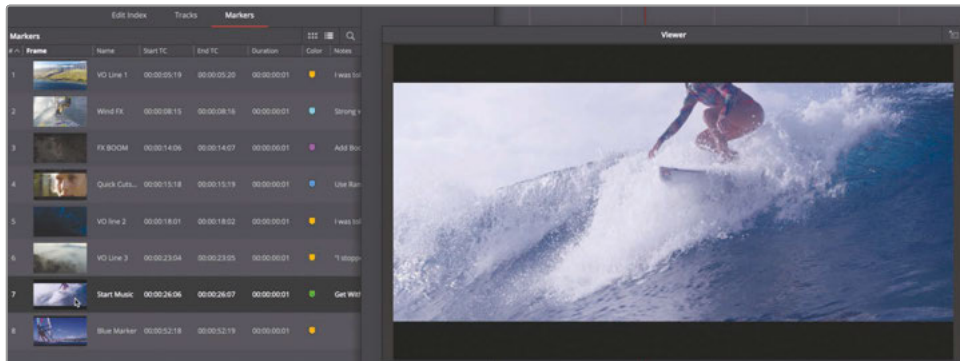 Edit Index Tracks Markers
Markers
Viewer
# Frame Name Start TC End TC Duration Color Notes
1 VO Line 1 00:00:05:19 00:00:05:20 00:00:00:01 I was tol
2 Wind FX 00:00:08:15 00:00:08:16 00:00:00:01 Strong w
3 FX BOOM 00:00:14:06 00:00:14:07 00:00:00:01 Add Boo
4 Quick Cuts... 00:00:15:18 00:00:15:19 00:00:00:01 Use Ran
5 VO line 2 00:00:18:01 00:00:18:02 00:00:00:01 I was tol
6 VO Line 3 00:00:23:04 00:00:23:05 00:00:00:01 "I stopp
7 Start Music 00:00:26:06 00:00:26:07 00:00:00:01 Get With
8 Blue Marker 00:00:52:18 00:00:52:19 00:00:00:01